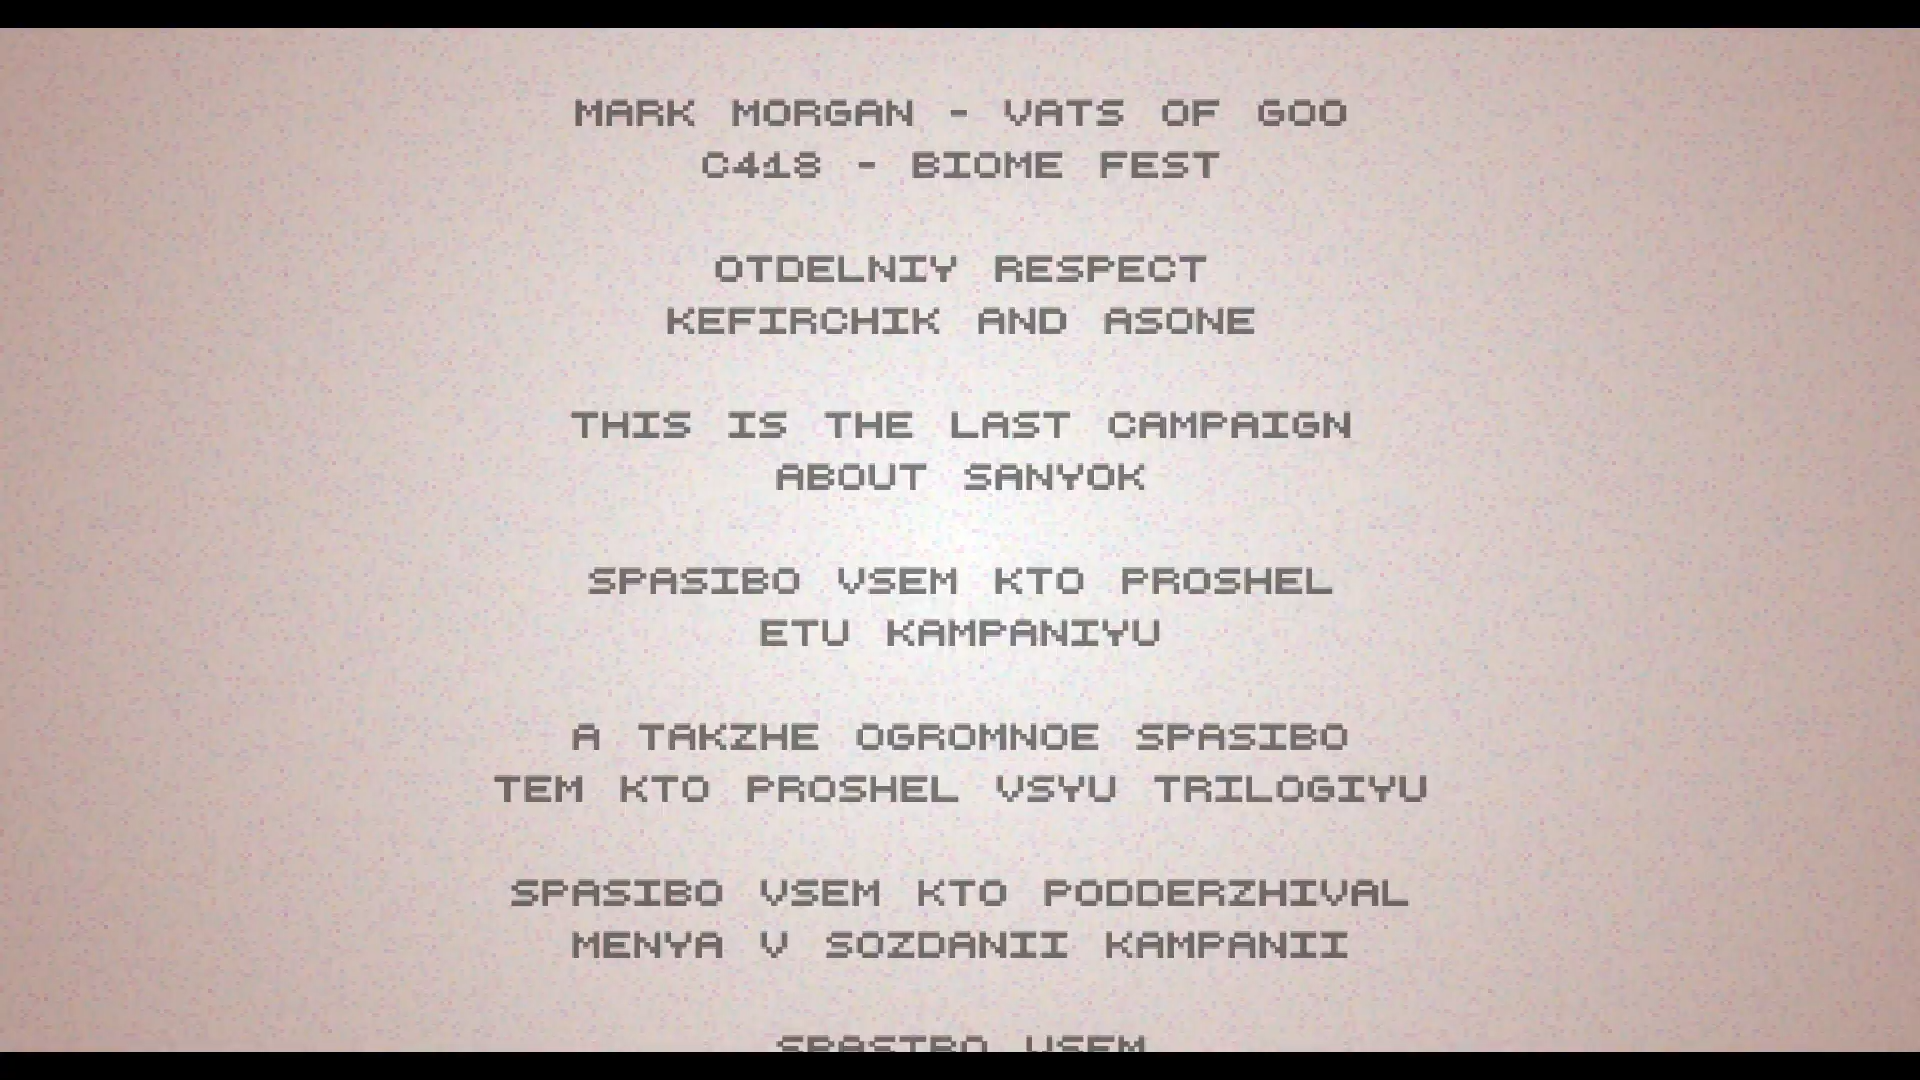 MARK MORGAN - VATS OF GOO
C418 - BIOME FEST
OTDELNIY RESPECT
KEFIRCHIK AND ASONE
THIS IS THE LAST CAMPAIGN
ABOUT SANYOK
SPASIBO VSEM KTO PROSHEL
ETU KAMPANIYU
A TAKZHE OGROMNOE SPASIBO
TEM KTO PROSHEL VSYU TRILOGIYU
SPASIBO VSEM KTO PODDERZHIVAL
MENYA V SOZDANII KAMPANII
SPASIBO VSEM